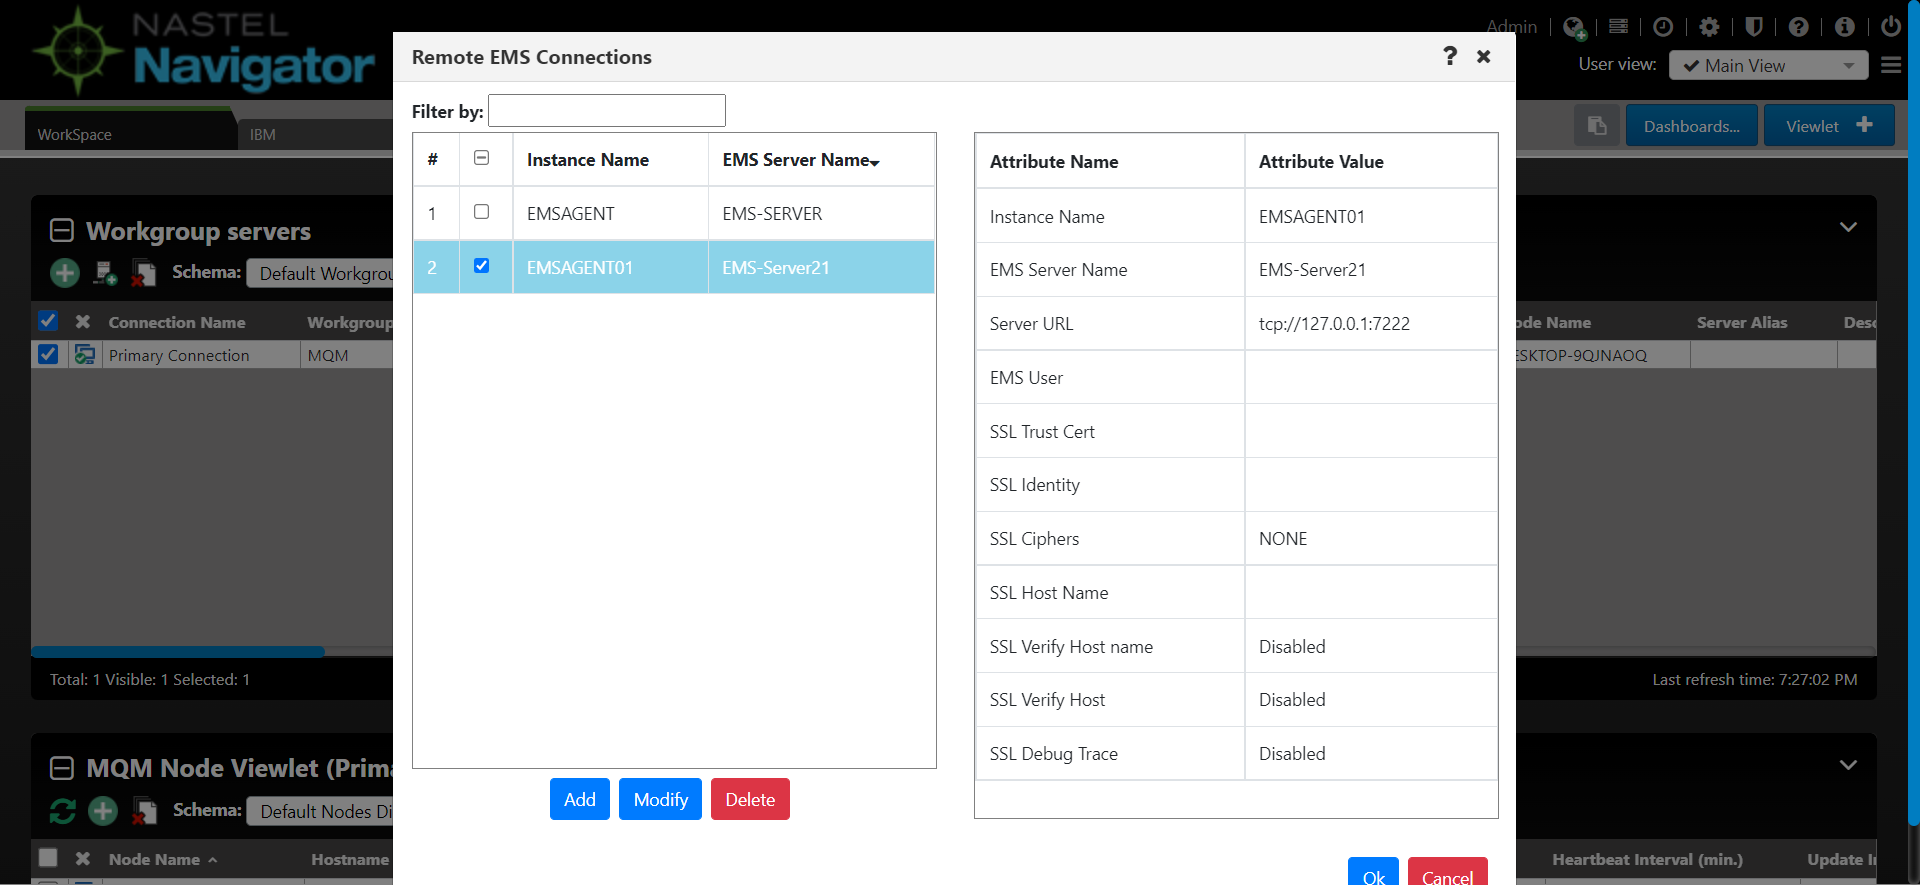 NASTEL
Navigator
Admin
User view:
Main View
WorkSpace
IBM
Dashboards...
Viewlet
Remote EMS Connections
Filter by:
# Instance Name EMS Server Name
1 EMSAGENT EMS-SERVER
2 EMSAGENT01 EMS-Server21
Add Modify Delete
Attribute Name Attribute Value
Instance Name EMSAGENT01
EMS Server Name EMS-Server21
Server URL tcp://127.0.0.1:7222
EMS User
SSL Trust Cert
SSL Identity
SSL Ciphers NONE
SSL Host Name
SSL Verify Host name Disabled
SSL Verify Host Disabled
SSL Debug Trace Disabled
Ok Cancel
Workgroup servers
Schema: Default Workgrou
Connection Name Workgroup
Primary Connection MQM
ode Name Server Alias Desc
ESKTOP-9QJNAOQ
Total: 1 Visible: 1 Selected: 1
Last refresh time: 7:27:02 PM
MQM Node Viewlet (Prima
Schema: Default Nodes Di
Node Name Hostname
Heartbeat Interval (min.) Update In